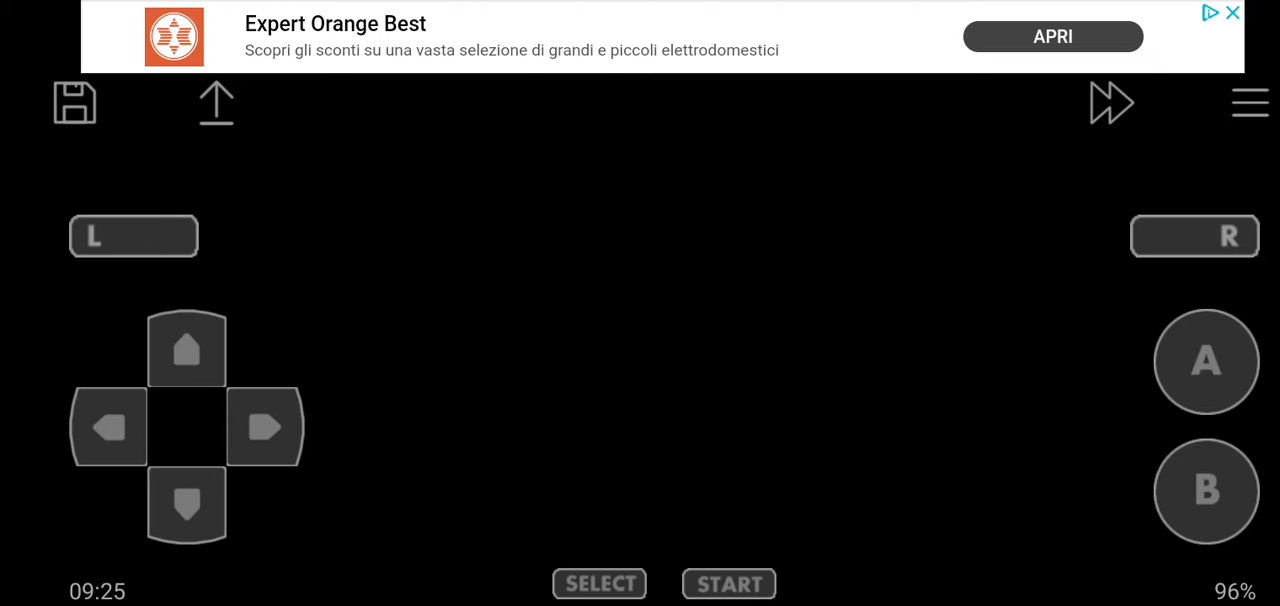 Expert Orange Best
Scopri gli sconti su una vasta selezione di grandi e piccoli elettrodomestici
APRI
L
R
A
B
SELECT
START
09:25
96%